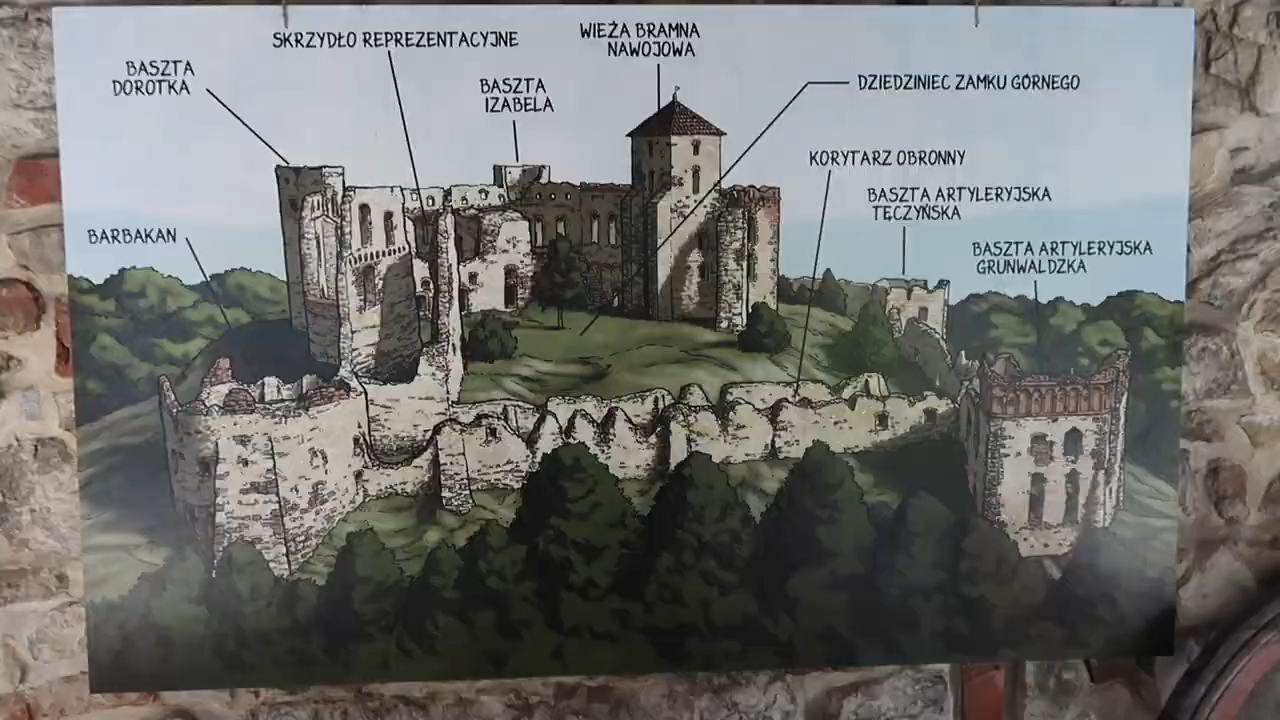 SKRZYDŁO REPREZENTACYJNE
WIEŻA BRAMNA
NAWOJOWA
BASZTA
DOROTKA
BASZTA
IZABELA
DZIEDZINIEC ZAMKU GÓRNEGO
KORYTARZ OBRONNY
BASZTA ARTYLERYJSKA
TĘCZYŃSKA
BARBAKAN
BASZTA ARTYLERYJSKA
GRUNWALDZKA